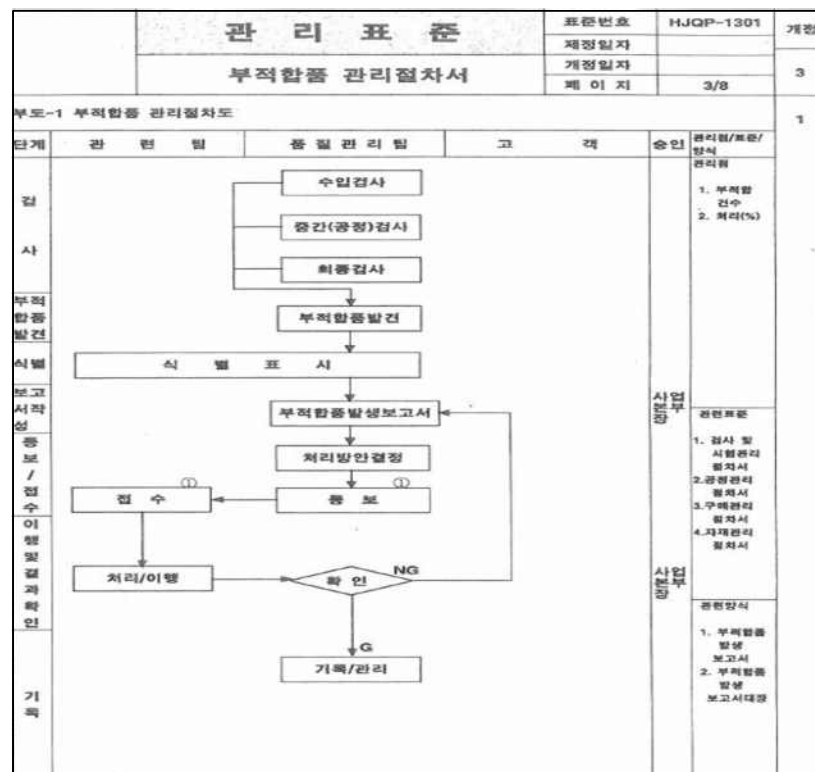 관 리 표 준
부적합품 관리절차서
표준번호 HJQP-1301
제정일자
개정일자
페 이 지 3/8
개정
3
1
부도-1 부적합품 관리절차도
단계 관 련 팀 품 질 관 리 팀 고 객 승인 관리점/표준/
양식
검
사
수입검사
중간(공정)검사
최종검사
관리점
1. 부적합
건수
2. 처리(%)
부적
합품
발견
부적합품발견
식별
식 별 표 시
보고
서작
성
부적합품발생보고서
사업
본부
장
관련표준
1. 검사 및
시험관리
절차서
2.공정관리
절차서
3.구매관리
절차서
4.자재관리
절차서
통
보
/
접
수
처리방안결정
접 수 ①
통 보 ①
이
행
및
결
과
확
인
처리/이행
확 인
NG
G
사업
본부
장
관련양식
1. 부적합품
발생
보고서
2. 부적합품
발생
보고서대장
기
록
기록/관리